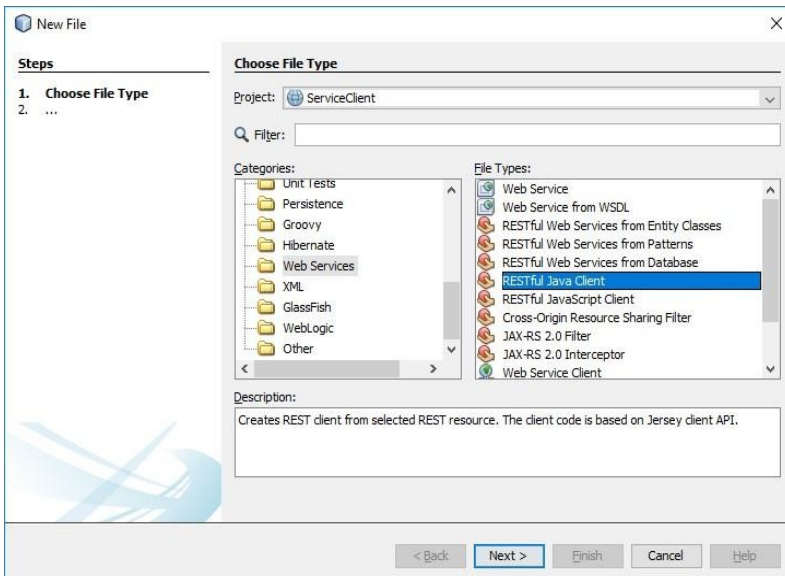 New File
Steps
1. Choose File Type
2. ...
Choose File Type
Project: ServiceClient
Filter:
Categories:
Unit Tests
Persistence
Groovy
Hibernate
Web Services
XML
GlassFish
WebLogic
Other
File Types:
Web Service
Web Service from WSDL
RESTful Web Services from Entity Classes
RESTful Web Services from Patterns
RESTful Web Services from Database
RESTful Java Client
RESTful JavaScript Client
Cross-Origin Resource Sharing Filter
JAX-RS 2.0 Filter
JAX-RS 2.0 Interceptor
Web Service Client
Description:
Creates REST client from selected REST resource. The client code is based on Jersey client API.
< Back Next > Finish Cancel Help